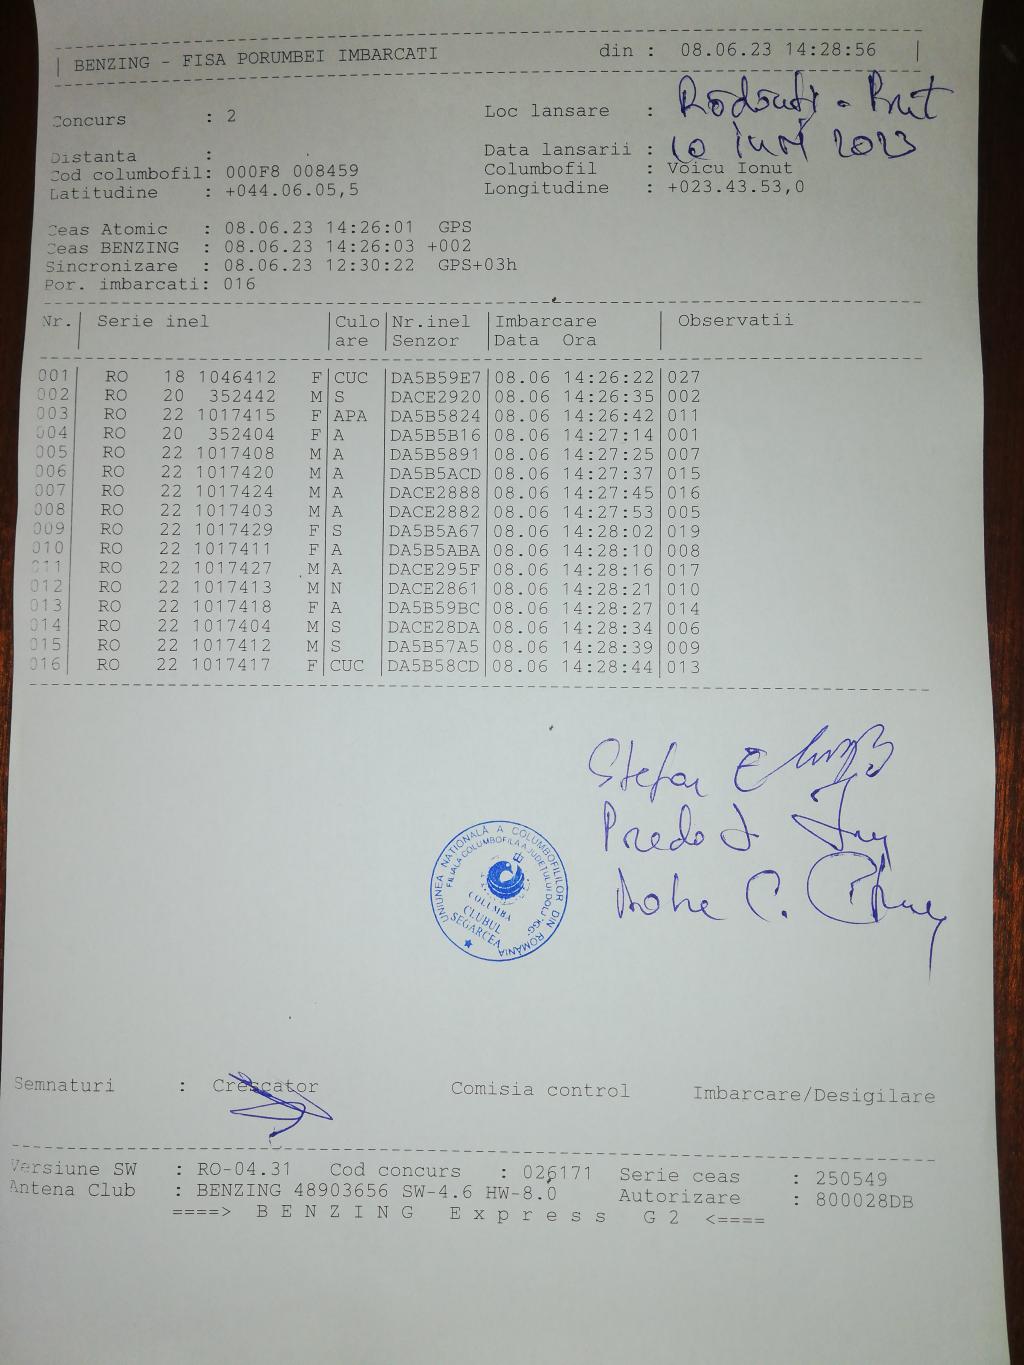 BENZING - FISA PORUMBEI IMBARCATI din : 08.06.23 14:28:56
Concurs : 2 Loc lansare :
Distanta : Data lansarii : 10 2023
Cod columbofil: 000F8 008459 Columbofil : Voicu Ionut
Latitudine : +044.06.05,5 Longitudine : +023.43.53,0
Ceas Atomic : 08.06.23 14:26:01 GPS
Ceas BENZING : 08.06.23 14:26:03 +002
Sincronizare : 08.06.23 12:30:22 GPS+03h
Por. imbarcati: 016
Nr. | Serie inel | Culo | Nr.inel | Imbarcare | Observatii
are | Senzor | Data Ora
001 | RO 18 1046412 F | CUC | DA5B59E7 | 08.06 14:26:22 | 027
002 | RO 20 352442 M | S | DACE2920 | 08.06 14:26:35 | 002
003 | RO 22 1017415 F | APA | DA5B5824 | 08.06 14:26:42 | 011
004 | RO 20 352404 F | A | DA5B5B16 | 08.06 14:27:14 | 001
005 | RO 22 1017408 M | A | DA5B5891 | 08.06 14:27:25 | 007
006 | RO 22 1017420 M | A | DA5B5ACD | 08.06 14:27:37 | 015
007 | RO 22 1017424 M | A | DACE2888 | 08.06 14:27:45 | 016
008 | RO 22 1017403 M | A | DACE2882 | 08.06 14:27:53 | 005
009 | RO 22 1017429 F | S | DA5B5A67 | 08.06 14:28:02 | 019
010 | RO 22 1017411 F | A | DA5B5ABA | 08.06 14:28:10 | 008
011 | RO 22 1017427 M | A | DACE295F | 08.06 14:28:16 | 017
012 | RO 22 1017413 M | N | DACE2861 | 08.06 14:28:21 | 010
013 | RO 22 1017418 F | A | DA5B59BC | 08.06 14:28:27 | 014
014 | RO 22 1017404 M | S | DACE28DA | 08.06 14:28:34 | 006
015 | RO 22 1017412 M | S | DA5B57A5 | 08.06 14:28:39 | 009
016 | RO 22 1017417 F | CUC | DA5B58CD | 08.06 14:28:44 | 013
Stefan E
UNIUNEA NATIONALĂ A COLUMBOFILILOR DIN ROMÂNIA
FILIALA COLUMBOFILĂ A JUDEŢULUI DOLJ
COLUMBA
CLUBUL
SEGARCEA
Semnaturi : Crescator Comisia control Imbarcare/Desigilare
Versiune SW : RO-04.31 Cod concurs : 026171 Serie ceas : 250549
Antena Club : BENZING 48903656 SW-4.6 HW-8.0 Autorizare : 800028DB
====> B E N Z I N G E x p r e s s G 2 <====